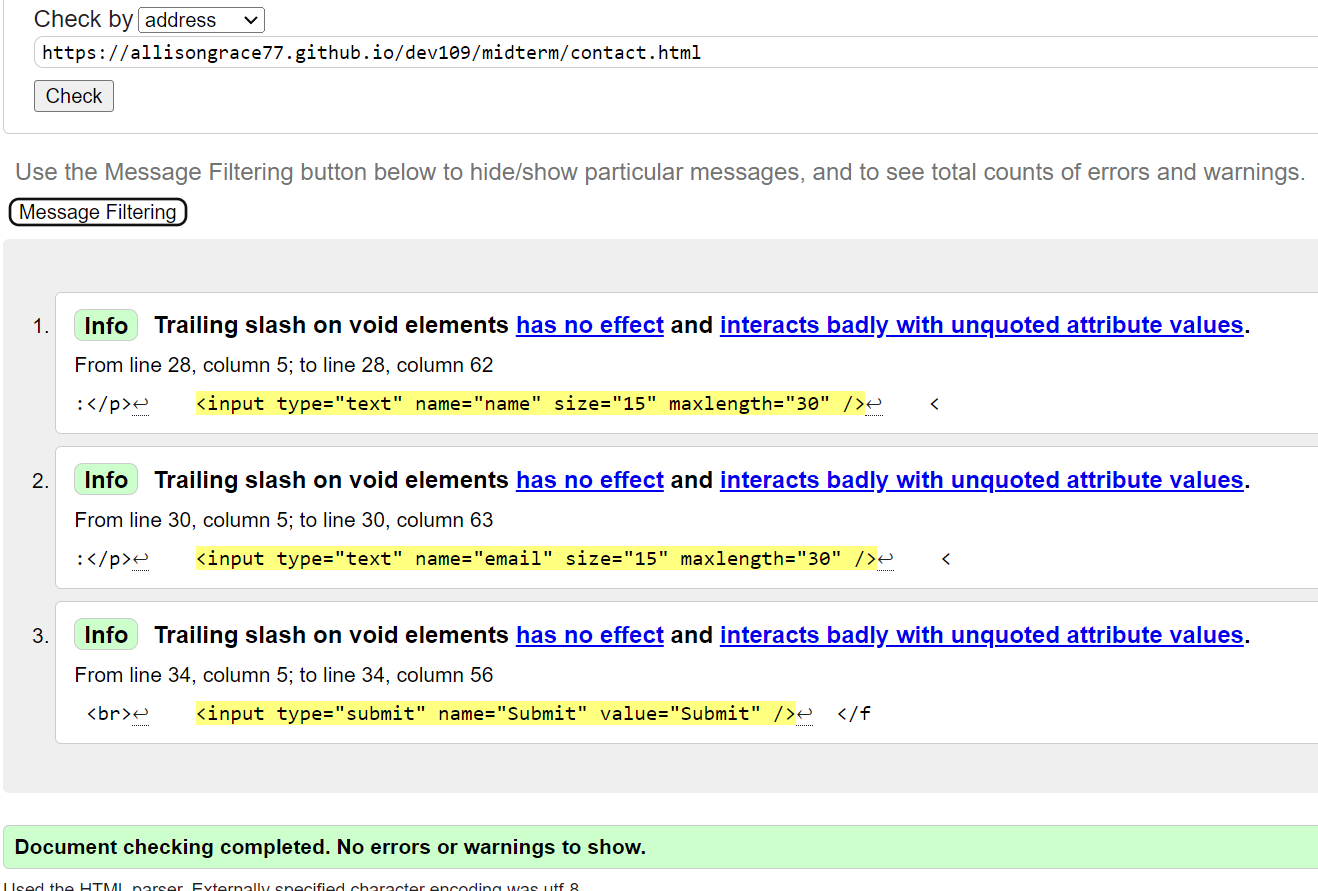 Check by address
https://allisongrace77.github.io/dev109/midterm/contact.html
Check
Use the Message Filtering button below to hide/show particular messages, and to see total counts of errors and warnings.
Message Filtering
1. Info Trailing slash on void elements has no effect and interacts badly with unquoted attribute values.
From line 28, column 5; to line 28, column 62
:</p>↩    <input type="text" name="name" size="15" maxlength="30" />↩    <
2. Info Trailing slash on void elements has no effect and interacts badly with unquoted attribute values.
From line 30, column 5; to line 30, column 63
:</p>↩    <input type="text" name="email" size="15" maxlength="30" />↩    <
3. Info Trailing slash on void elements has no effect and interacts badly with unquoted attribute values.
From line 34, column 5; to line 34, column 56
<br>↩    <input type="submit" name="Submit" value="Submit" />↩  </f
Document checking completed. No errors or warnings to show.
Used the HTML parser. Externally specified character encoding was utf-8.